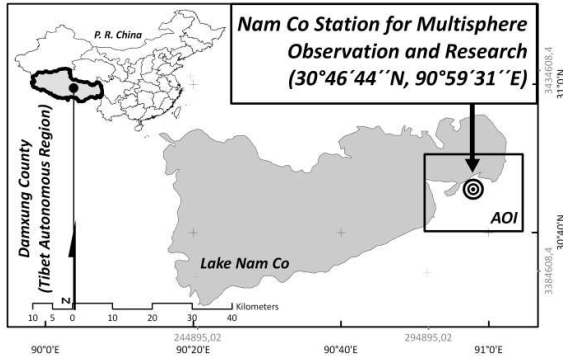 P. R. China
Nam Co Station for Multisphere
Observation and Research
(30°46´44´´N, 90°59´31´´E)
Damxung County
(Tibet Autonomous Region)
Lake Nam Co
AOI
N
Kilometers
10 5 0 10 20 30 40
3434608,4
31°0'N
30°40'N
3384608,4
244895,02
294895,02
90°0'E
90°20'E
90°40'E
91°0'E